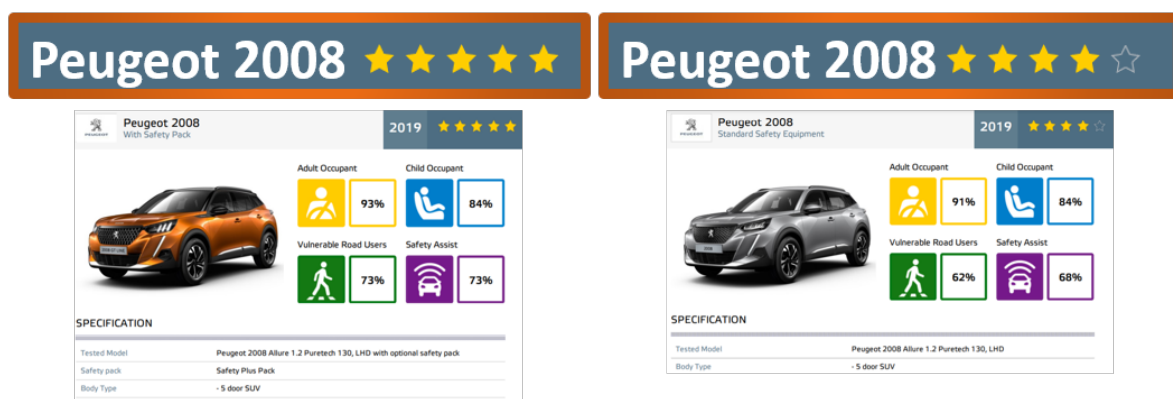 Peugeot 2008
Peugeot 2008
PEUGEOT
Peugeot 2008
With Safety Pack
2019
Adult Occupant
Child Occupant
93%
84%
Vulnerable Road Users
Safety Assist
73%
73%
SPECIFICATION
Tested Model Peugeot 2008 Allure 1.2 Puretech 130, LHD with optional safety pack
Safety pack Safety Plus Pack
Body Type - 5 door SUV
PEUGEOT
Peugeot 2008
Standard Safety Equipment
2019
Adult Occupant
Child Occupant
91%
84%
Vulnerable Road Users
Safety Assist
62%
68%
SPECIFICATION
Tested Model Peugeot 2008 Allure 1.2 Puretech 130, LHD
Body Type - 5 door SUV